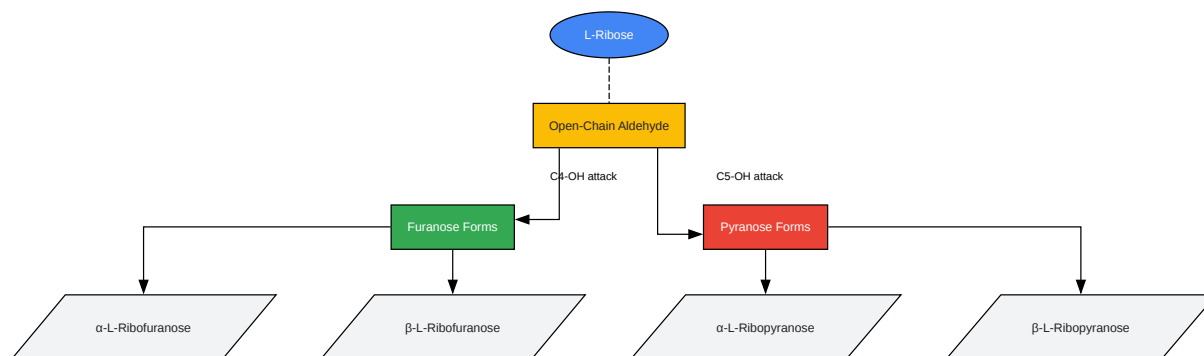 L-Ribose
Open-Chain Aldehyde
C4-OH attack
C5-OH attack
Furanose Forms
Pyranose Forms
α-L-Ribofuranose
β-L-Ribofuranose
α-L-Ribopyranose
β-L-Ribopyranose